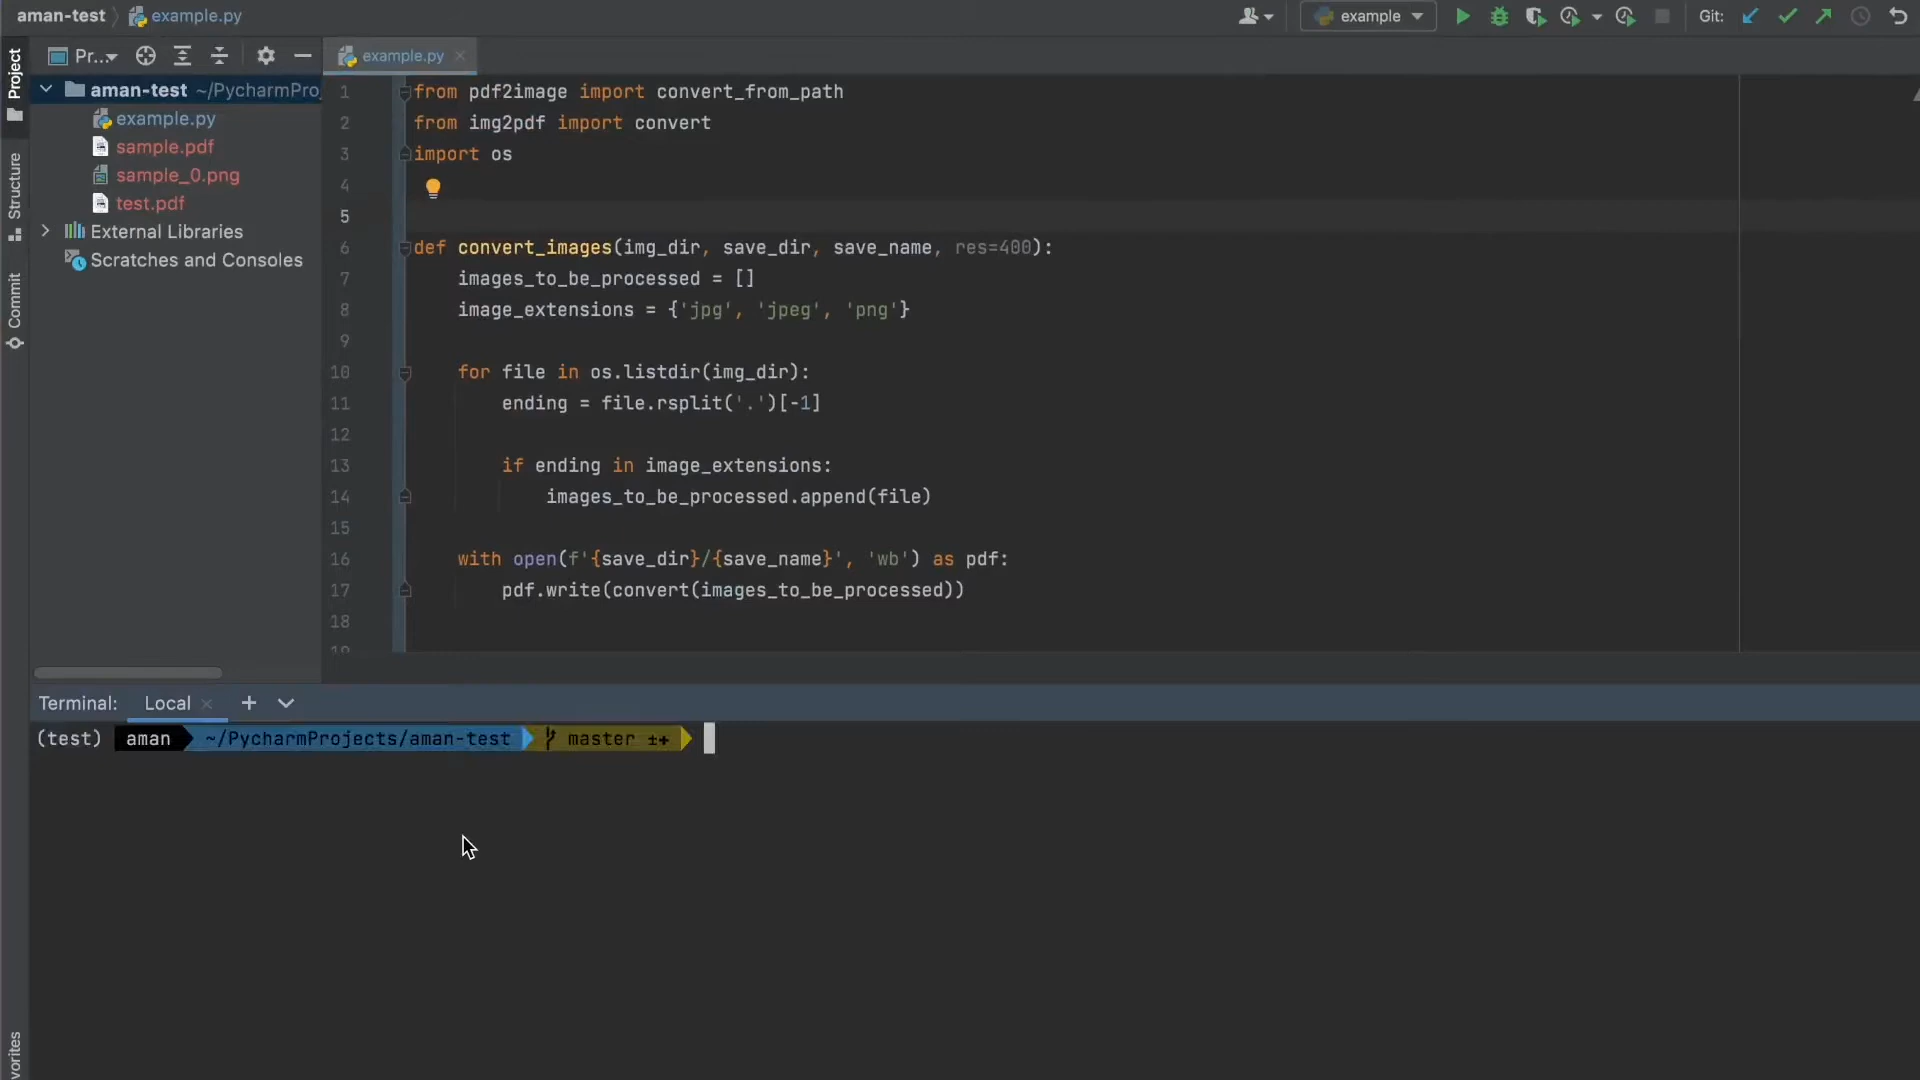 aman-test example.py
example Git:
Project
Pr... example.py
aman-test ~/PycharmPro
example.py
sample.pdf
sample_0.png
test.pdf
External Libraries
Scratches and Consoles
Structure
Commit
1 from pdf2image import convert_from_path
2 from img2pdf import convert
3 import os
4
5
6 def convert_images(img_dir, save_dir, save_name, res=400):
7 images_to_be_processed = []
8 image_extensions = {'jpg', 'jpeg', 'png'}
9
10 for file in os.listdir(img_dir):
11 ending = file.rsplit('.')[-1]
12
13 if ending in image_extensions:
14 images_to_be_processed.append(file)
15
16 with open(f'{save_dir}/{save_name}', 'wb') as pdf:
17 pdf.write(convert(images_to_be_processed))
18
19
Terminal: Local
(test) aman ~/PycharmProjects/aman-test master ±+
vorites